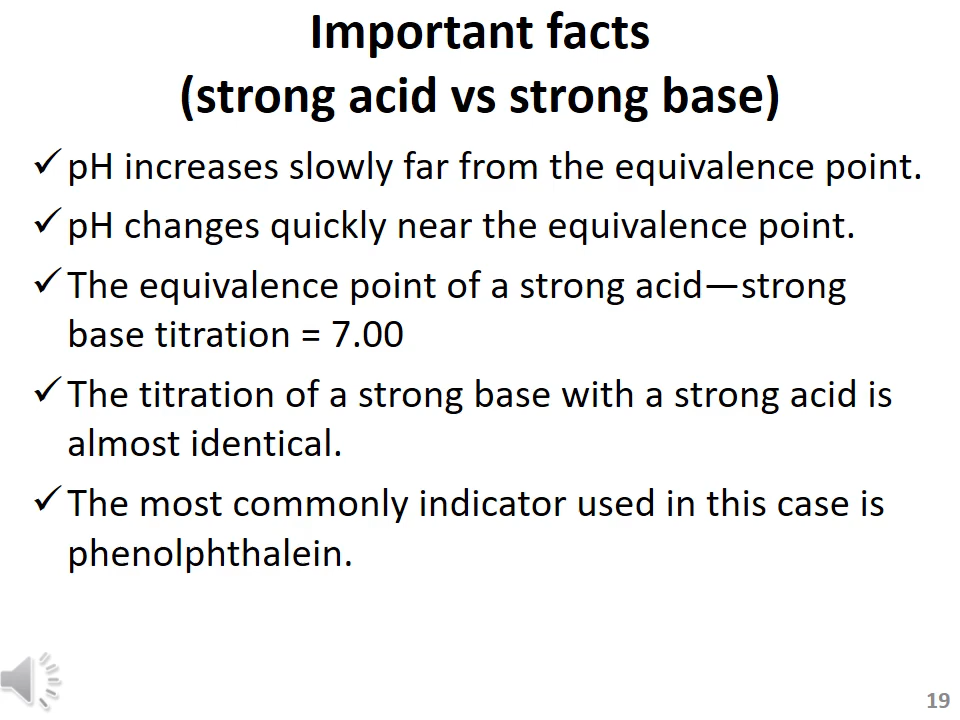 Important facts
(strong acid vs strong base)
✓ pH increases slowly far from the equivalence point.
✓ pH changes quickly near the equivalence point.
✓ The equivalence point of a strong acid—strong
base titration = 7.00
✓ The titration of a strong base with a strong acid is
almost identical.
✓ The most commonly indicator used in this case is
phenolphthalein.
19